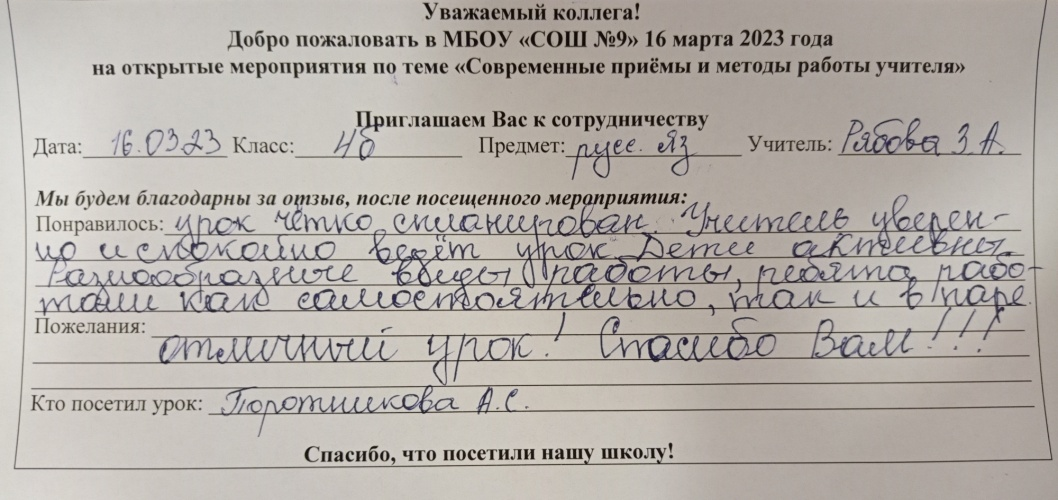 Уважаемый коллега!
Добро пожаловать в МБОУ «СОШ №9» 16 марта 2023 года
на открытые мероприятия по теме «Современные приёмы и методы работы учителя»
Приглашаем Вас к сотрудничеству
Дата: 16.03.23 Класс: 4б Предмет: русс. яз Учитель: Рябова З.А.
Мы будем благодарны за отзыв, после посещенного мероприятия:
Понравилось: урок чётко спланирован. Учитель уверен-
но и спокойно ведёт урок. Дети активны.
Разнообразные виды работы, ребята рабо-
тали как самостоятельно, так и в паре.
Пожелания:
отличный урок! Спасибо Вам!!!
Кто посетил урок: Поротникова А.С.
Спасибо, что посетили нашу школу!